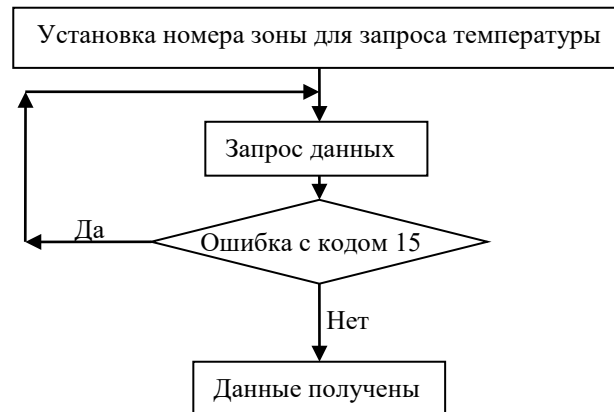 Установка номера зоны для запроса температуры
Запрос данных
Да
Ошибка с кодом 15
Нет
Данные получены